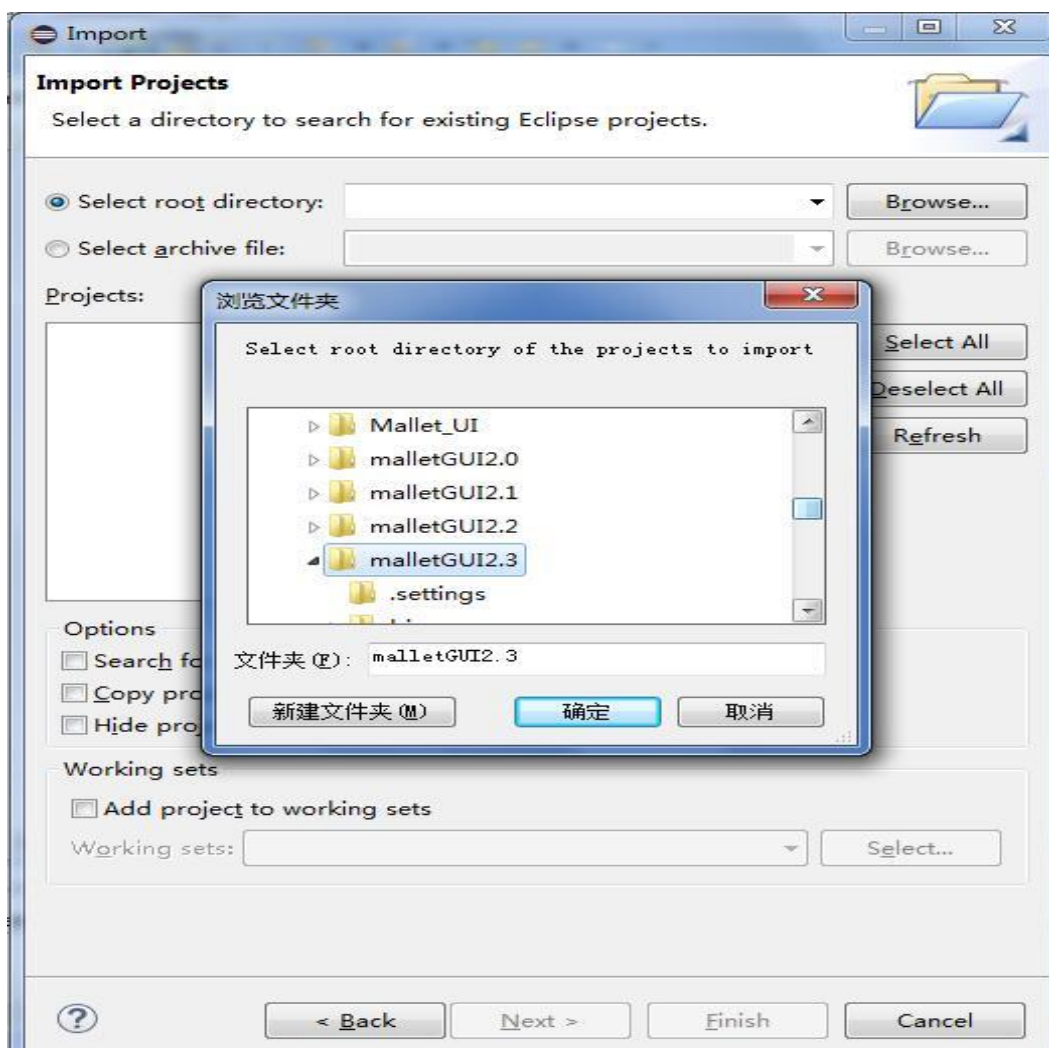 Import
Import Projects
Select a directory to search for existing Eclipse projects.
Select root directory:
Browse...
Select archive file:
Browse...
Projects:
浏览文件夹
Select root directory of the projects to import
Select All
Deselect All
Refresh
Mallet_UI
malletGUI2.0
malletGUI2.1
malletGUI2.2
malletGUI2.3
.settings
文件夹(F): malletGUI2.3
新建文件夹(M) 确定 取消
Options
Search
Copy
Hide
Working sets
Add project to working sets
Working sets:
Select...
? < Back Next > Finish Cancel